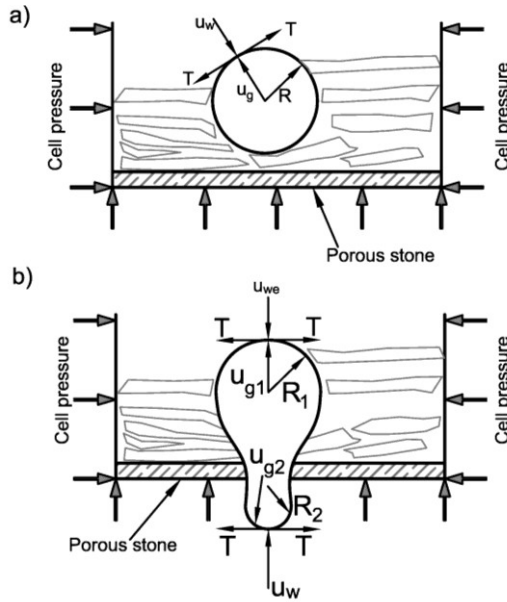 a)
u_w
T
T
u_g
R
Cell pressure
Cell pressure
Porous stone
b)
u_we
T
T
u_g1
R_1
Cell pressure
Cell pressure
u_g2
R_2
Porous stone
T
T
u_w